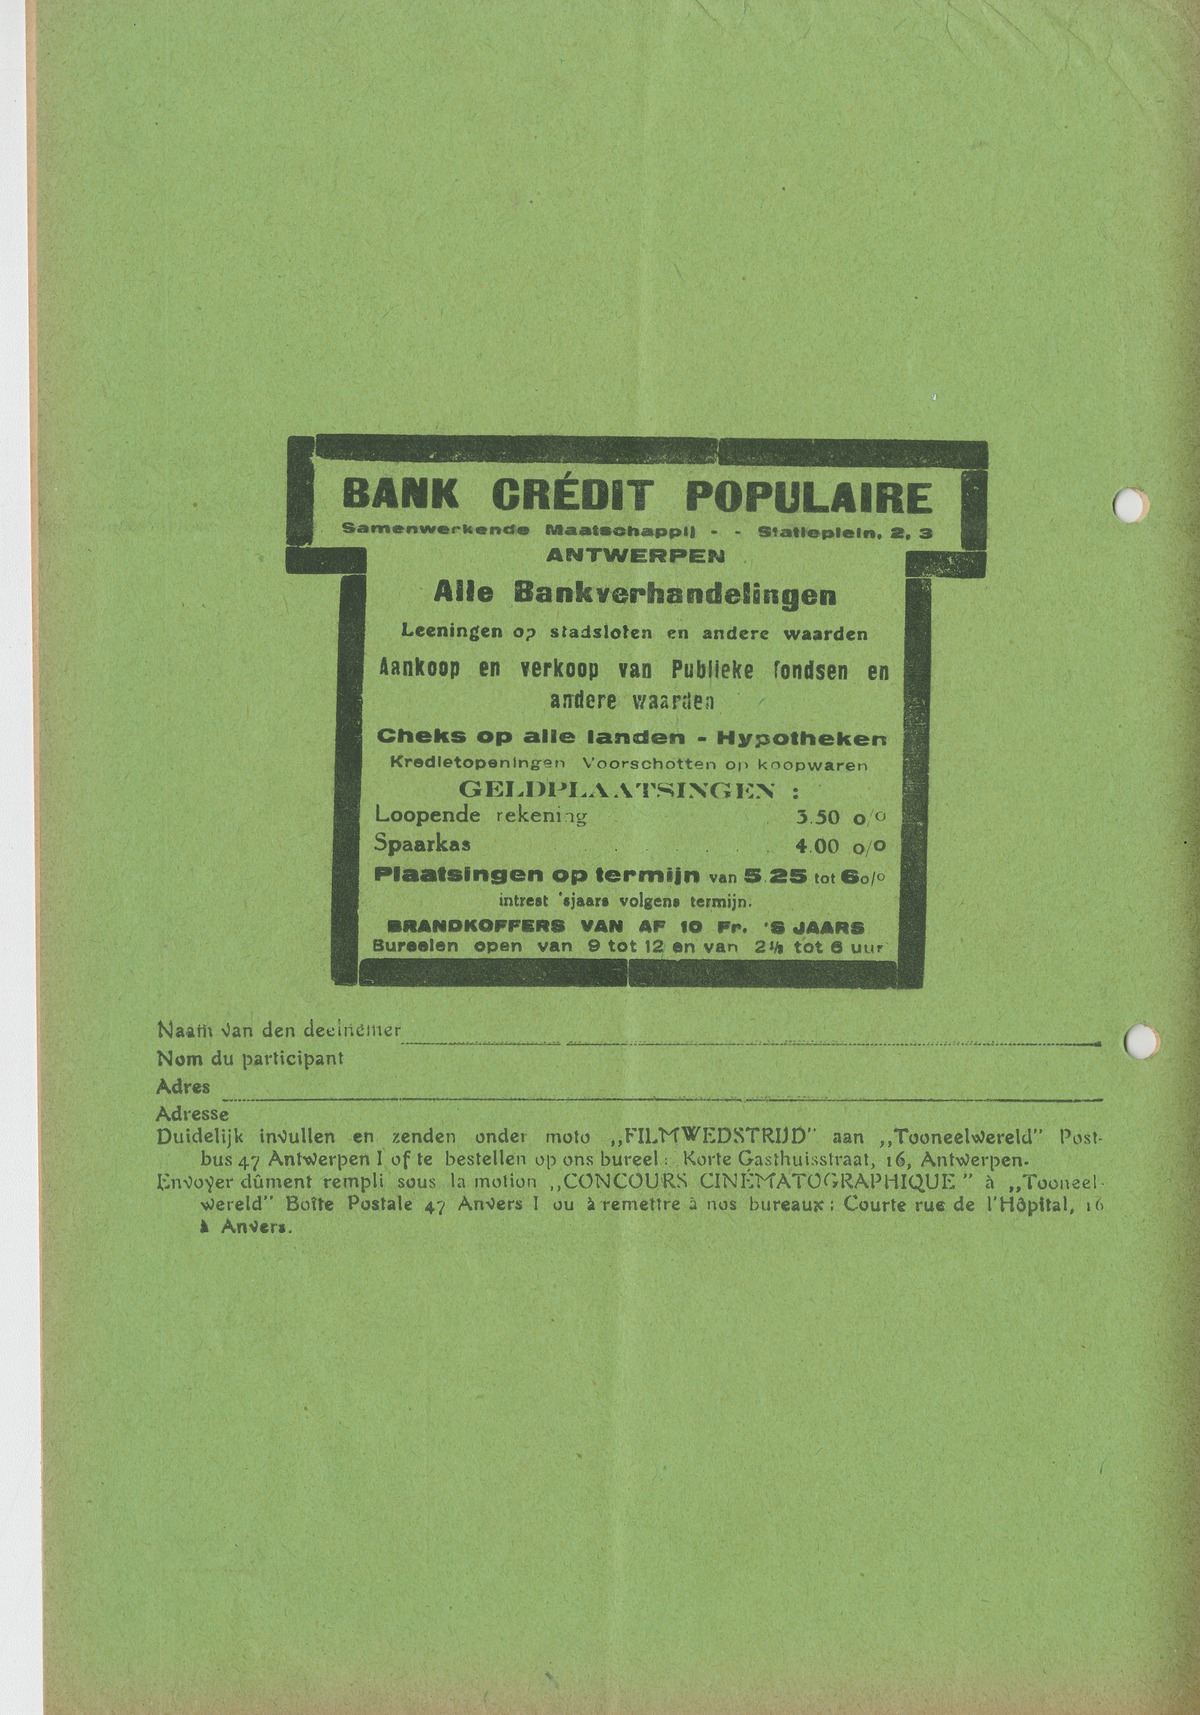 BANK CRÉDIT POPULAIRE
Samenwerkende Maatschappij - - Statieplein, 2, 3
ANTWERPEN
Alle Bankverhandelingen
Leeningen op stadsloten en andere waarden
Aankoop en verkoop van Publieke fondsen en
andere waarden
Cheks op alle landen - Hypotheken
Kredietopeningen Voorschotten op koopwaren
GELDPLAATSINGEN :
Loopende rekening 3.50 o/o
Spaarkas . . . . 4.00 o/o
Plaatsingen op termijn van 5.25 tot 6 o/o
intrest 'sjaars volgens termijn.
BRANDKOFFERS VAN AF 10 Fr. 'S JAARS
Bureelen open van 9 tot 12 en van 2½ tot 6 uur
Naam van den deelnemer
Nom du participant
Adres
Adresse
Duidelijk invullen en zenden onder moto ,,FILMWEDSTRIJD" aan ,,Tooneelwereld" Post-
bus 47 Antwerpen I of te bestellen op ons bureel : Korte Gasthuisstraat, 16, Antwerpen.
Envoyer dûment rempli sous la motion ,,CONCOURS CINÉMATOGRAPHIQUE " à ,,Tooneel-
wereld" Boîte Postale 47 Anvers I ou à remettre à nos bureaux : Courte rue de l'Hôpital, 16
à Anvers.